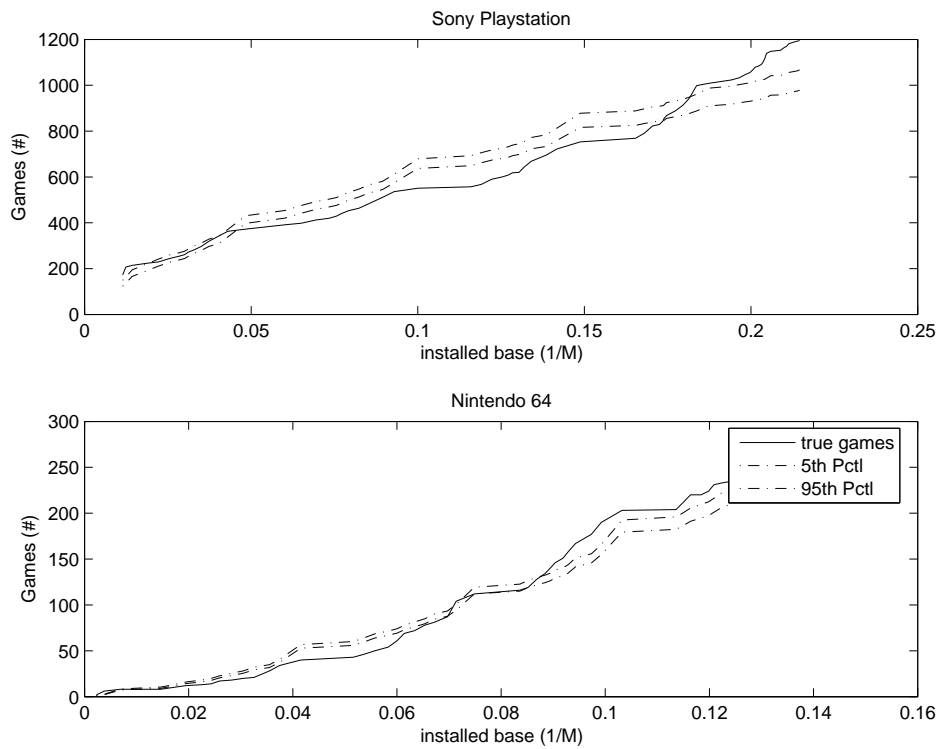 Sony Playstation
1200
1000
800
600
400
200
0
Games (#)
0 0.05 0.1 0.15 0.2 0.25
installed base (1/M)
Nintendo 64
300
250
200
150
100
50
0
Games (#)
true games
5th Pctl
95th Pctl
0 0.02 0.04 0.06 0.08 0.1 0.12 0.14 0.16
installed base (1/M)